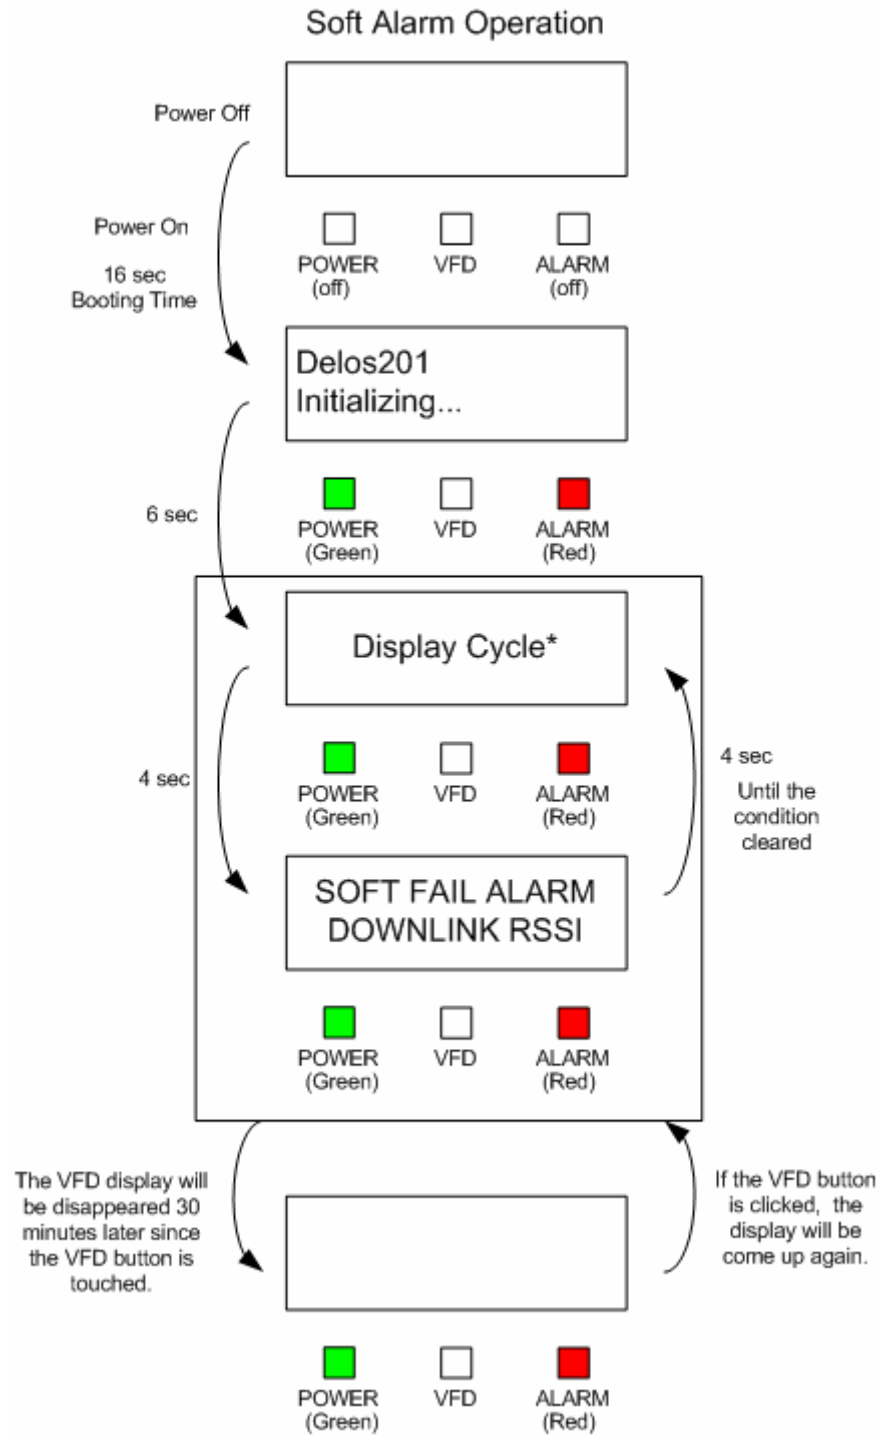 Soft Alarm Operation
Power Off
Power On
16 sec
Booting Time
POWER
(off)
VFD
ALARM
(off)
Delos201
Initializing...
6 sec
POWER
(Green)
VFD
ALARM
(Red)
Display Cycle*
4 sec
POWER
(Green)
VFD
ALARM
(Red)
4 sec
Until the
condition
cleared
SOFT FAIL ALARM
DOWNLINK RSSI
POWER
(Green)
VFD
ALARM
(Red)
The VFD display will
be disappeared 30
minutes later since
the VFD button is
touched.
If the VFD button
is clicked, the
display will be
come up again.
POWER
(Green)
VFD
ALARM
(Red)